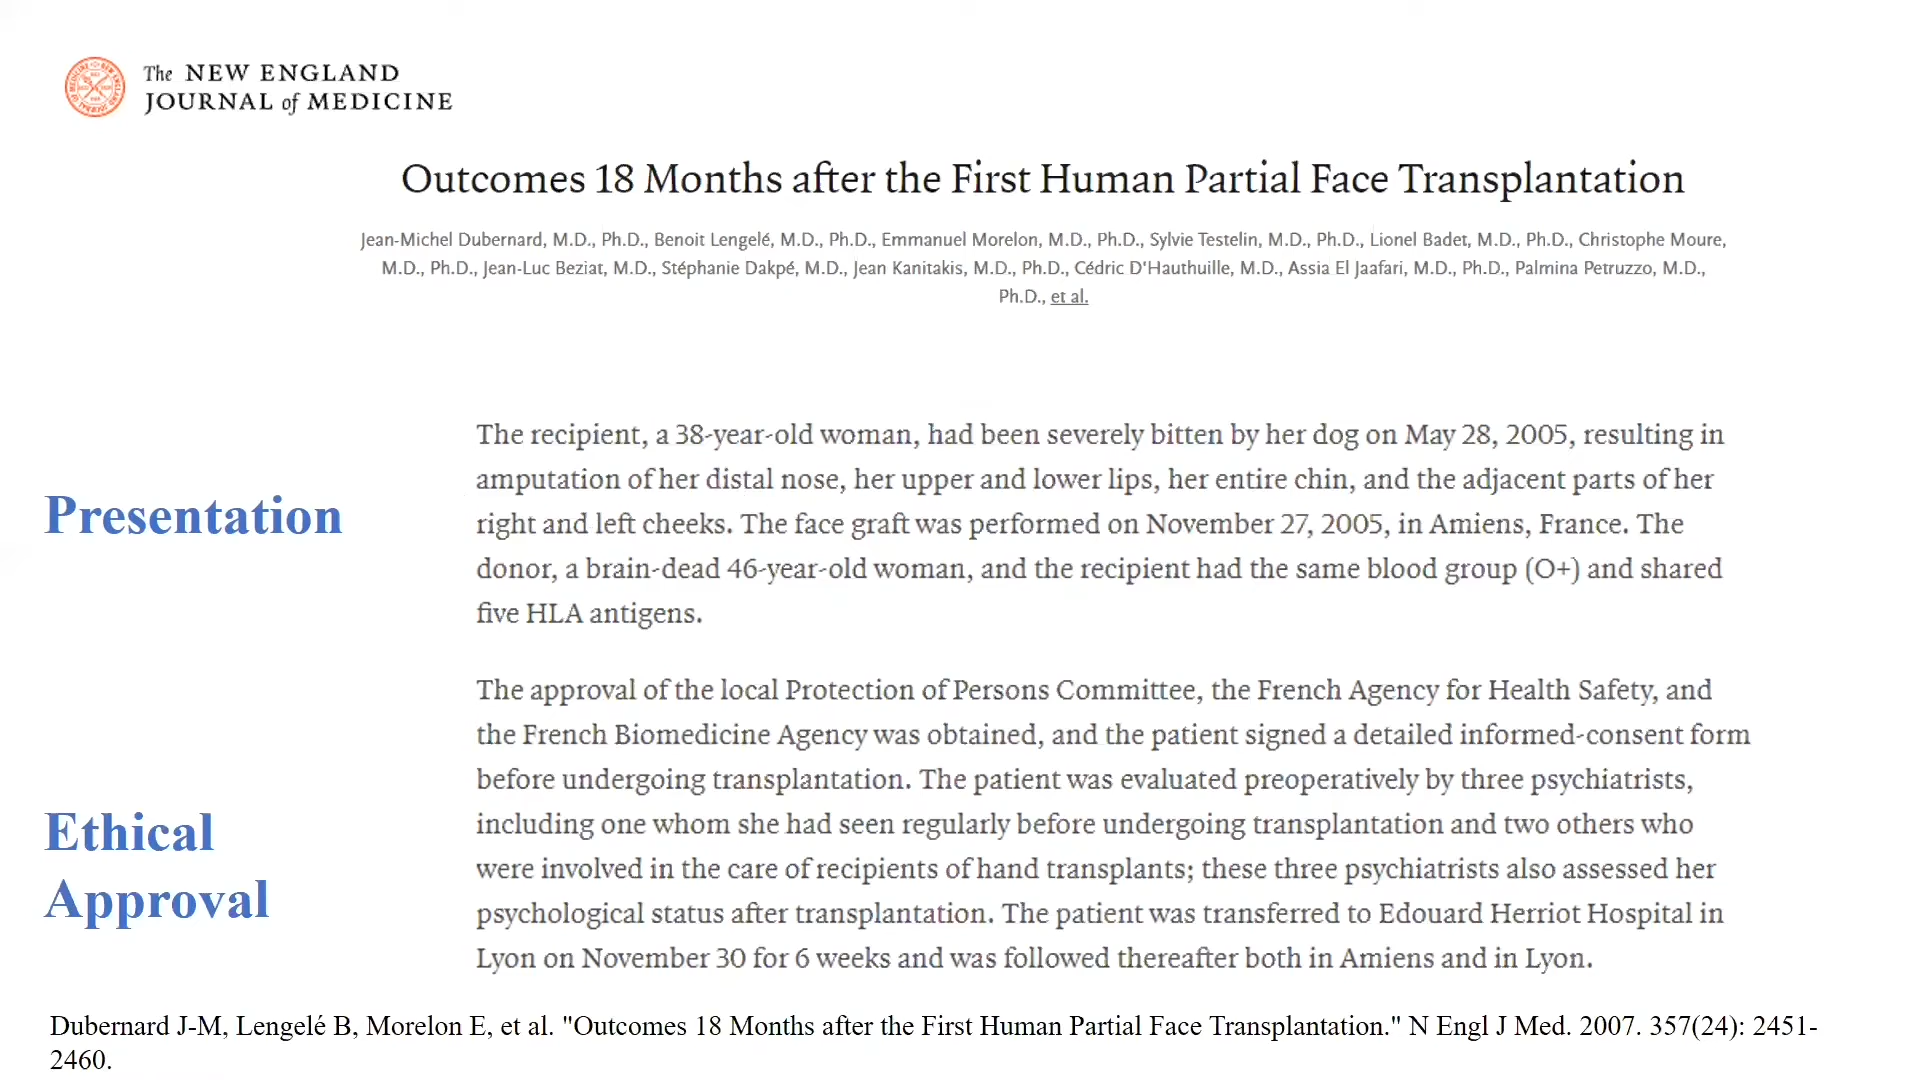 The NEW ENGLAND
JOURNAL of MEDICINE
Outcomes 18 Months after the First Human Partial Face Transplantation
Jean-Michel Dubernard, M.D., Ph.D., Benoit Lengelé, M.D., Ph.D., Emmanuel Morelon, M.D., Ph.D., Sylvie Testelin, M.D., Ph.D., Lionel Badet, M.D., Ph.D., Christophe Moure,
M.D., Ph.D., Jean-Luc Beziat, M.D., Stéphanie Dakpé, M.D., Jean Kanitakis, M.D., Ph.D., Cédric D'Hauthuille, M.D., Assia El Jaafari, M.D., Ph.D., Palmina Petruzzo, M.D.,
Ph.D., et al.
Presentation
The recipient, a 38-year-old woman, had been severely bitten by her dog on May 28, 2005, resulting in
amputation of her distal nose, her upper and lower lips, her entire chin, and the adjacent parts of her
right and left cheeks. The face graft was performed on November 27, 2005, in Amiens, France. The
donor, a brain-dead 46-year-old woman, and the recipient had the same blood group (O+) and shared
five HLA antigens.
Ethical
Approval
The approval of the local Protection of Persons Committee, the French Agency for Health Safety, and
the French Biomedicine Agency was obtained, and the patient signed a detailed informed-consent form
before undergoing transplantation. The patient was evaluated preoperatively by three psychiatrists,
including one whom she had seen regularly before undergoing transplantation and two others who
were involved in the care of recipients of hand transplants; these three psychiatrists also assessed her
psychological status after transplantation. The patient was transferred to Edouard Herriot Hospital in
Lyon on November 30 for 6 weeks and was followed thereafter both in Amiens and in Lyon.
Dubernard J-M, Lengelé B, Morelon E, et al. "Outcomes 18 Months after the First Human Partial Face Transplantation." N Engl J Med. 2007. 357(24): 2451-
2460.